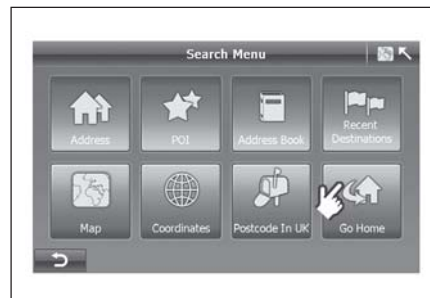 Search Menu
Address
POI
Address Book
Recent
Destinations
Map
Coordinates
Postcode In UK
Go Home